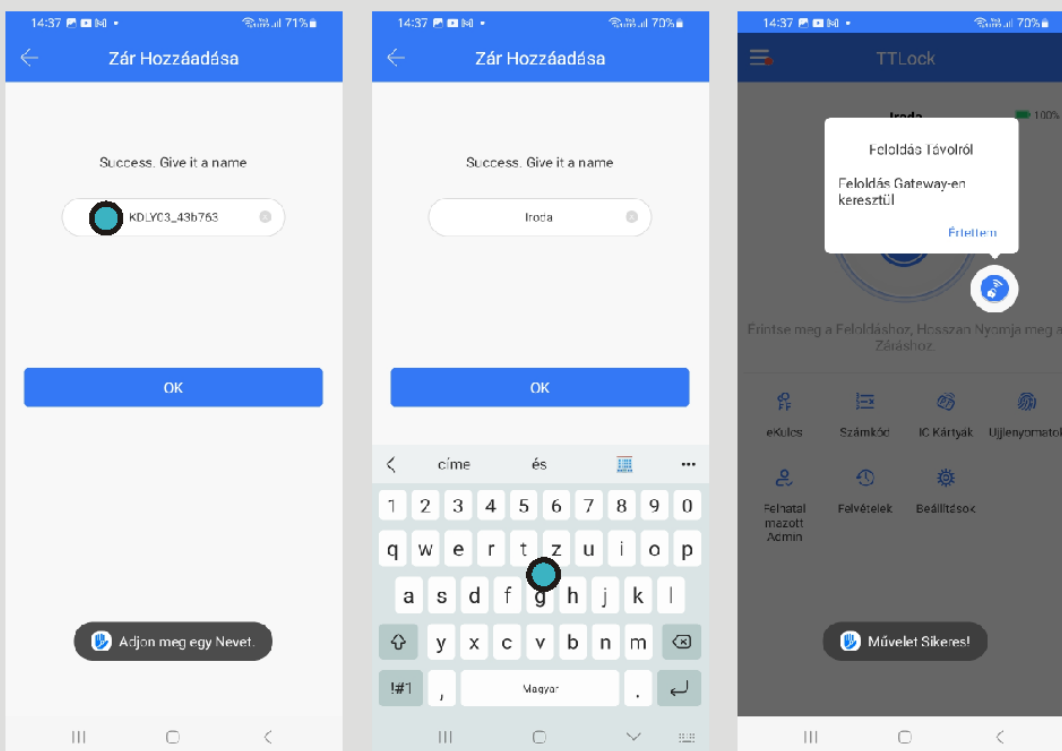 14:37
71%
Zár Hozzáadása
Success. Give it a name
KDLY03_43b763
OK
Adjon meg egy Nevet.
14:37
70%
Zár Hozzáadása
Success. Give it a name
Iroda
OK
címe és
1 2 3 4 5 6 7 8 9 0
q w e r t z u i o p
a s d f g h j k l
y x c v b n m
!#1 , Magyar .
14:37
70%
TTLock
Iroda
100%
Feloldás Távolról
Feloldás Gateway-en
keresztül
Értettem
Érintse meg a Feloldáshoz, Hosszan Nyomja meg a
Záráshoz.
eKulcs Számkód IC Kártyák Ujjlenyomatok
Felhatal
mazott
Admin
Felvételek Beállítások
Művelet Sikeres!